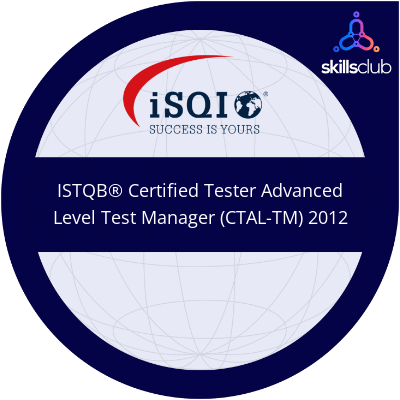 skillsclub
iSQI®
SUCCESS IS YOURS
ISTQB® Certified Tester Advanced
Level Test Manager (CTAL-TM) 2012